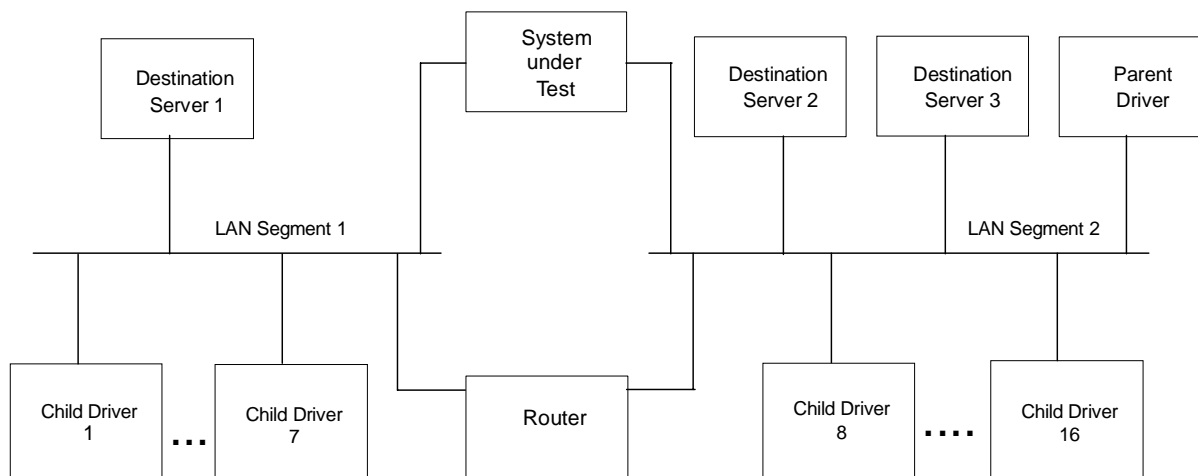 System
under
Test
Destination
Server 1
Destination
Server 2
Destination
Server 3
Parent
Driver
LAN Segment 1
LAN Segment 2
Child Driver
1
...
Child Driver
7
Router
Child Driver
8
....
Child Driver
16